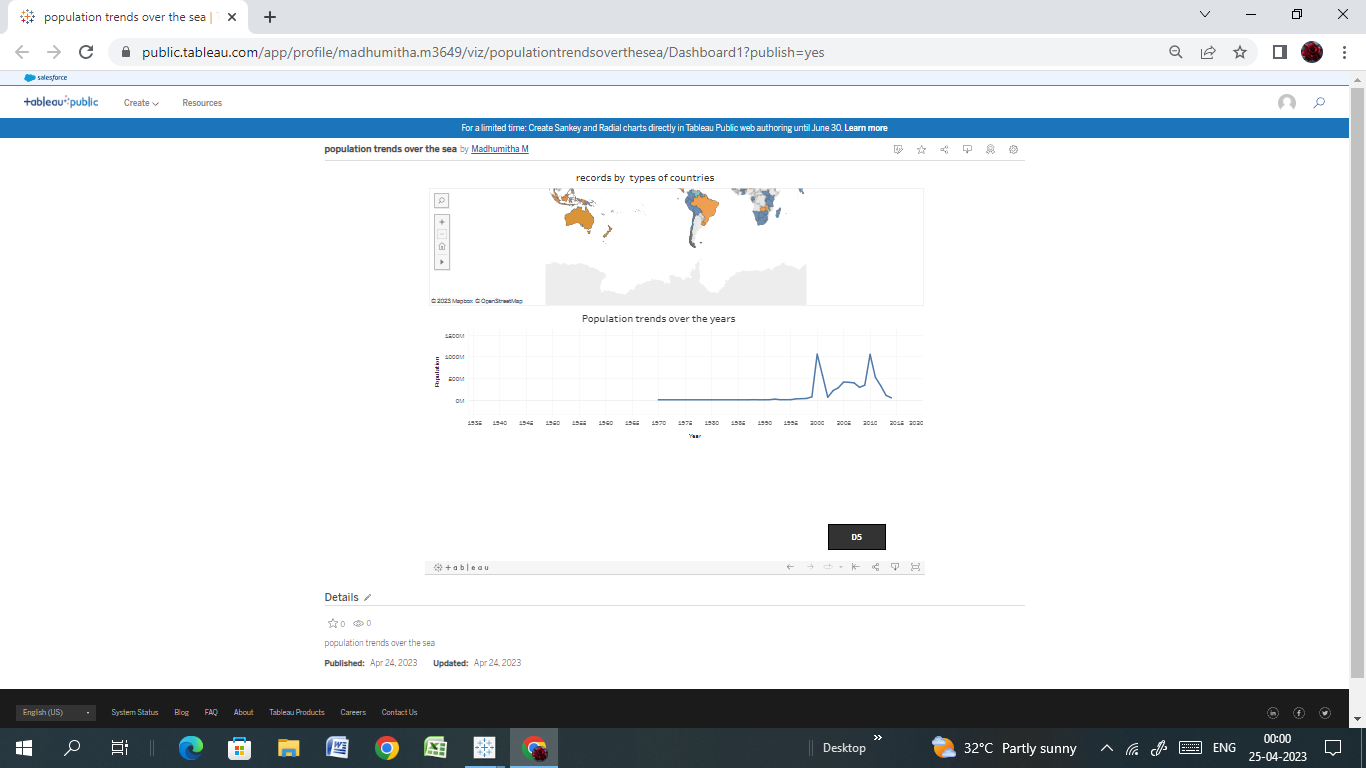 population trends over the sea |
public.tableau.com/app/profile/madhumitha.m3649/viz/populationtrendsoverthesea/Dashboard1?publish=yes
salesforce
+ableau public Create Resources
For a limited time: Create Sankey and Radial charts directly in Tableau Public web authoring until June 30. Learn more
population trends over the sea by Madhumitha M
records by types of countries
© 2023 Mapbox © OpenStreetMap
Population trends over the years
1500M
1000M
500M
0M
Population
1935 1940 1945 1950 1955 1960 1965 1970 1975 1980 1985 1990 1995 2000 2005 2010 2015 2020
Year
D5
+ableau
Details
0 0
population trends over the sea
Published: Apr 24, 2023 Updated: Apr 24, 2023
English (US) System Status Blog FAQ About Tableau Products Careers Contact Us
Desktop 32°C Partly sunny ENG 00:00
25-04-2023